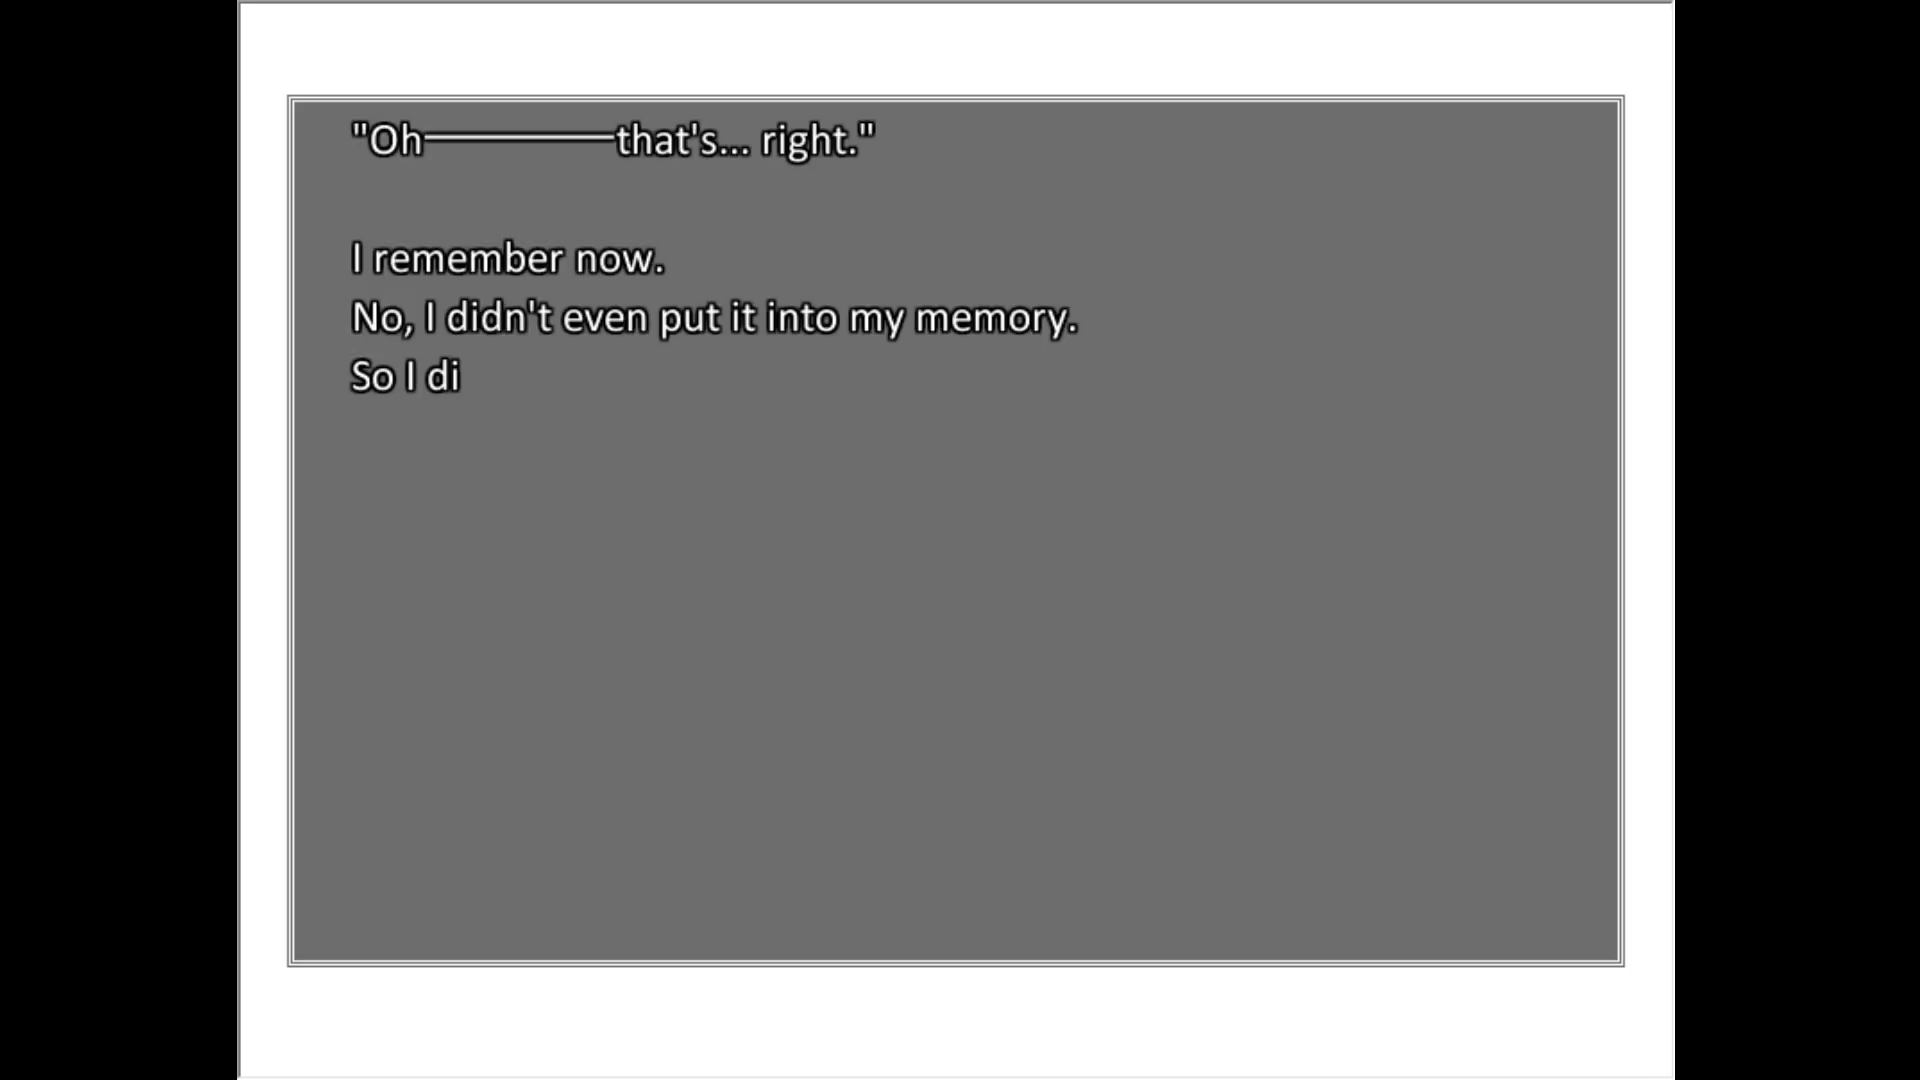 "Oh――――――that's... right."
I remember now.
No, I didn't even put it into my memory.
So I di